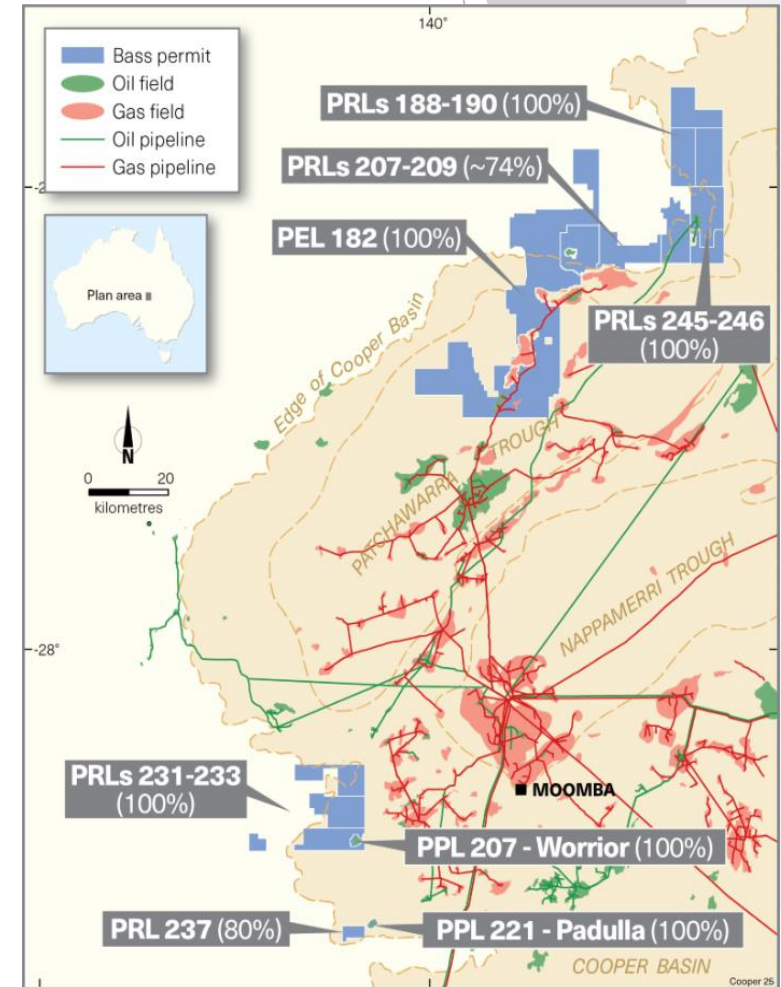 140°
Bass permit
Oil field
Gas field
Oil pipeline
Gas pipeline
PRLs 188-190 (100%)
PRLs 207-209 (~74%)
PEL 182 (100%)
Plan area
PRLs 245-246
(100%)
Edge of Cooper Basin
N
0 20
kilometres
PATCHAWARRA TROUGH
NAPPAMERRI TROUGH
-28°
PRLs 231-233
(100%)
MOOMBA
PPL 207 - Worrior (100%)
PRL 237 (80%)
PPL 221 - Padulla (100%)
COOPER BASIN
Cooper 25